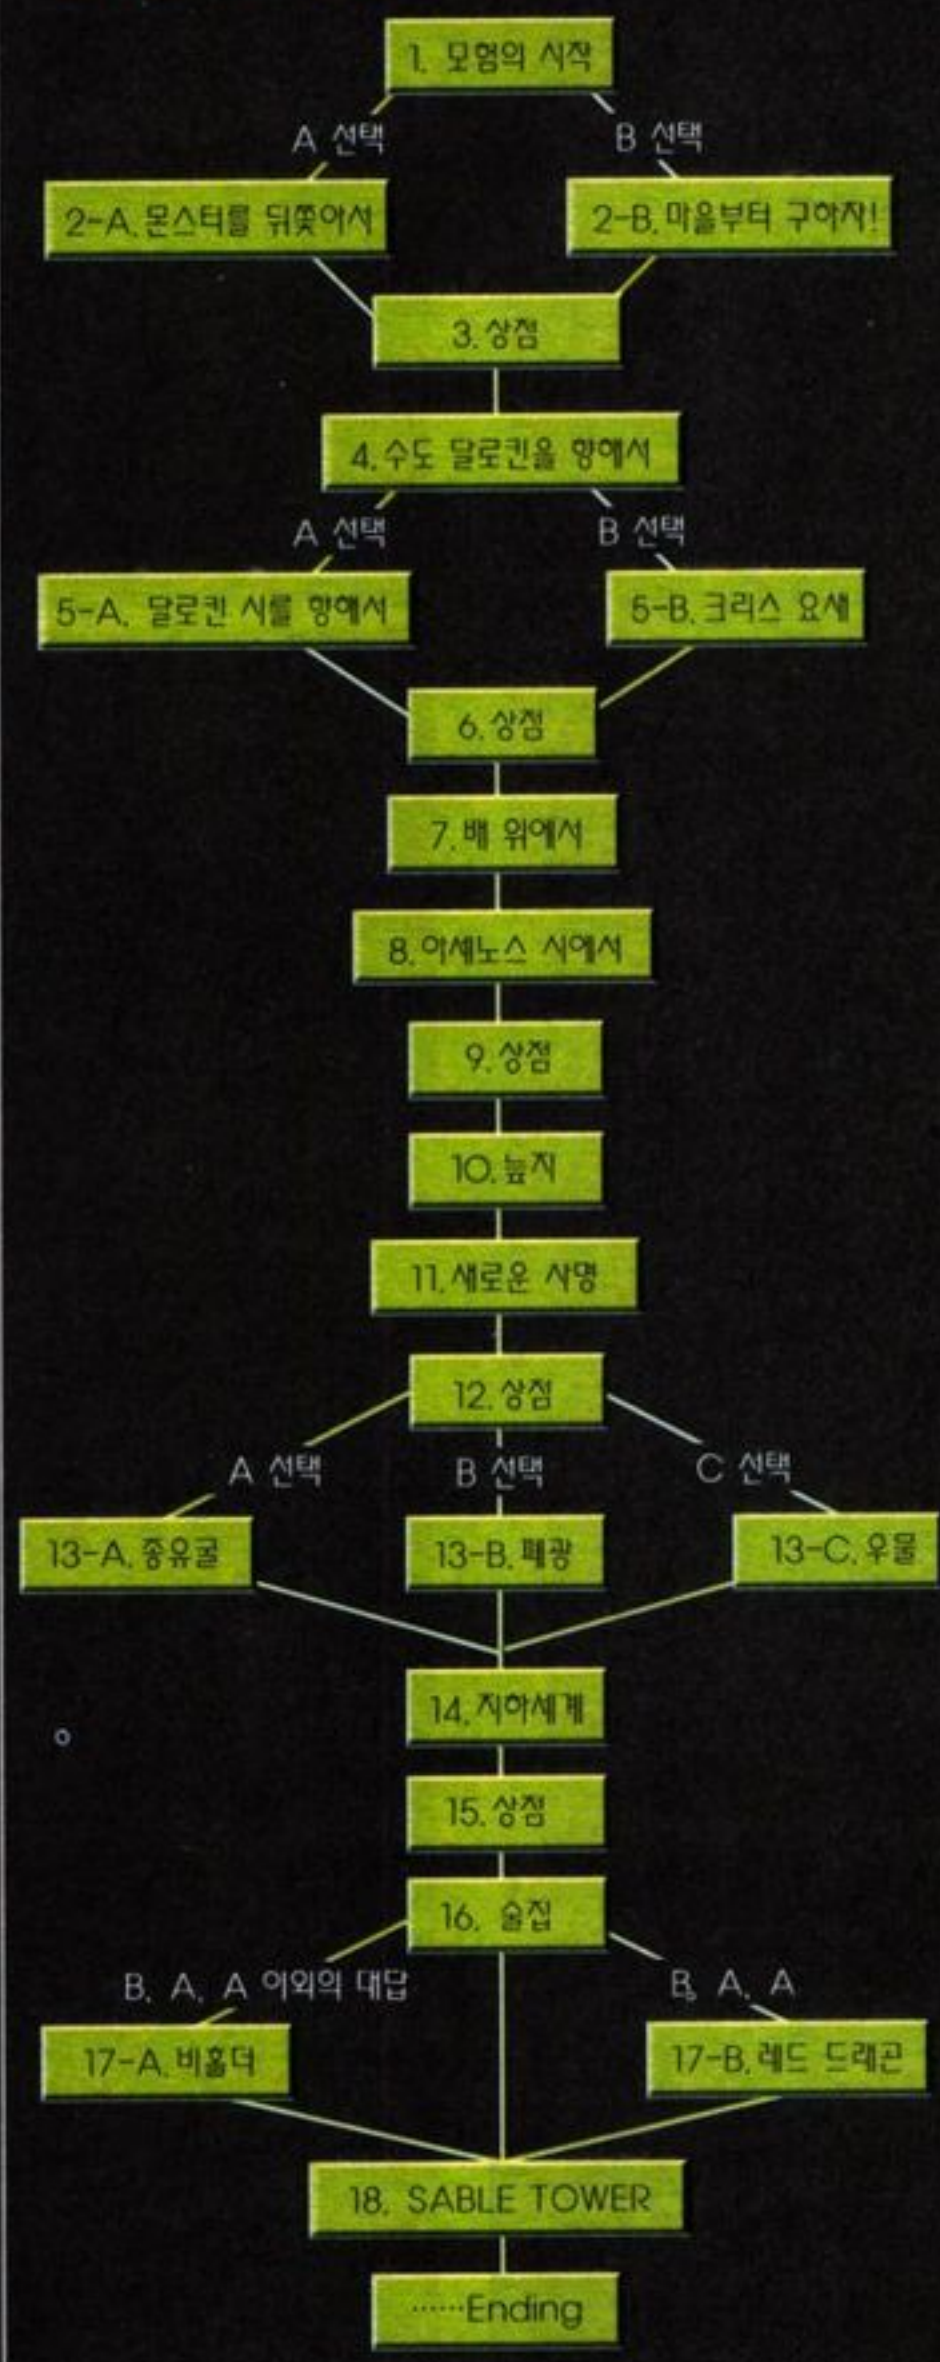 1. 모험의 시작
A 선택
B 선택
2-A. 몬스터를 뒤쫓아서
2-B. 마을부터 구하자!
3. 상점
4. 수도 달로킨을 향해서
A 선택
B 선택
5-A. 달로킨 시를 향해서
5-B. 크리스 요새
6. 상점
7. 배 위에서
8. 아세노스 시에서
9. 상점
10. 늪지
11. 새로운 사명
12. 상점
A 선택
B 선택
C 선택
13-A. 종유굴
13-B. 폐광
13-C. 우물
14. 지하세계
15. 상점
16. 술집
B. A. A 이외의 대답
B. A. A
17-A. 비홀더
17-B. 레드 드래곤
18. SABLE TOWER
……Ending